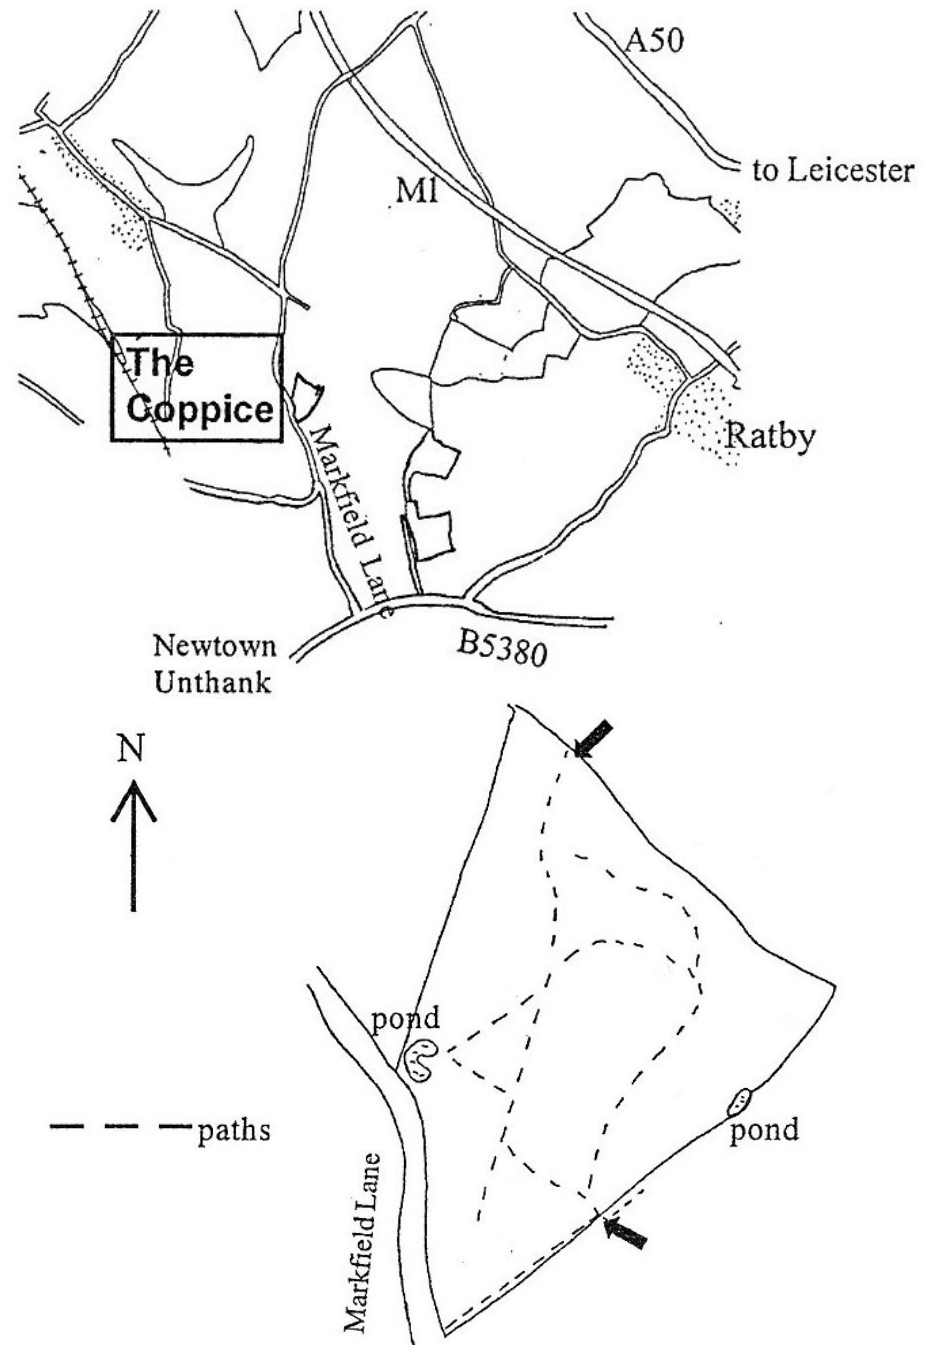 A50
to Leicester
M1
The
Coppice
Markfield Lane
Ratby
Newtown
Unthank
B5380
N
pond
paths
pond
Markfield Lane